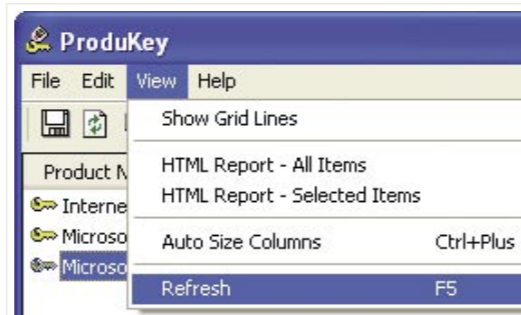 ProduKey
File Edit View Help
Show Grid Lines
Product N
HTML Report - All Items
HTML Report - Selected Items
Interne
Microso
Auto Size Columns Ctrl+Plus
Microso
Refresh F5